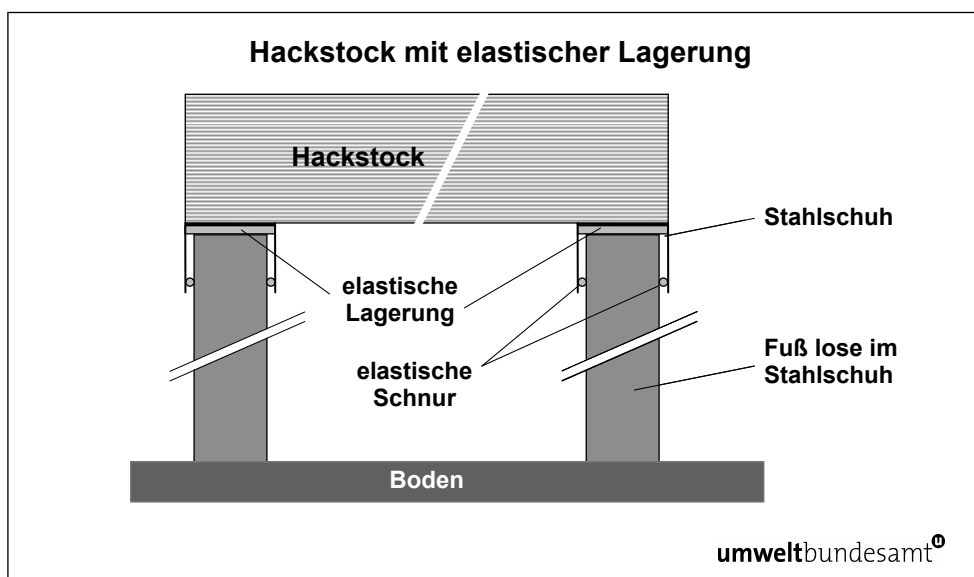 Hackstock mit elastischer Lagerung
Hackstock
Stahlschuh
elastische
Lagerung
elastische
Schnur
Fuß lose im
Stahlschuh
Boden
umweltbundesamt u